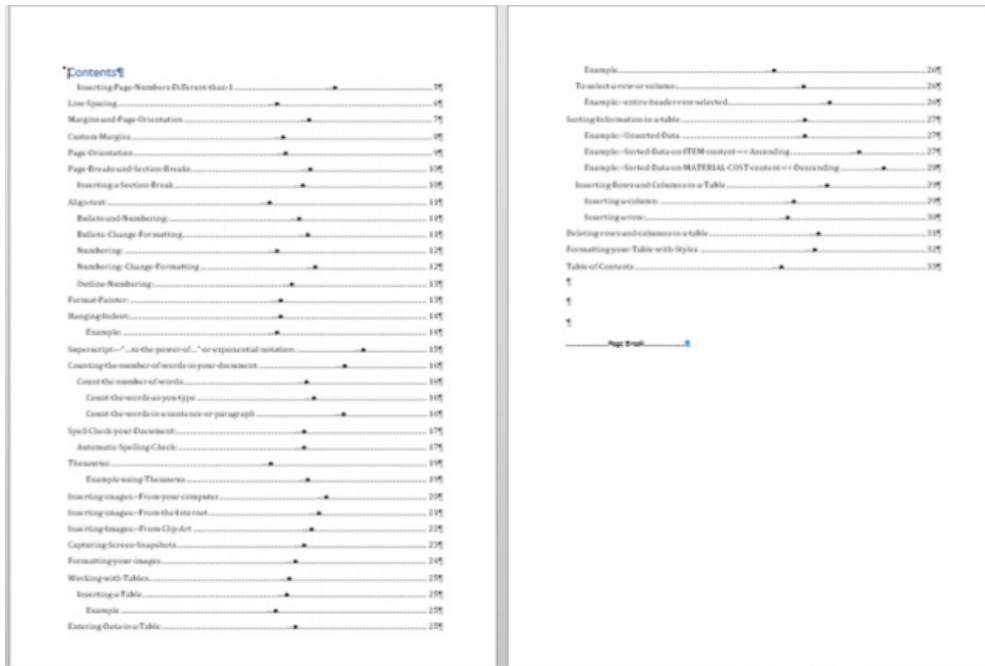 Contents¶
Inserting Page Numbers Different than 1 5¶
Line Spacing 6¶
Margins and Page Orientation 7¶
Custom Margins 8¶
Page Orientation 9¶
Page Breaks and Section Breaks 10¶
Inserting a Section Break 10¶
Align text: 11¶
Bullets and Numbering: 11¶
Bullets: Change Formatting 11¶
Numbering: 12¶
Numbering: Change Formatting 12¶
Outline Numbering: 13¶
Format Painter: 13¶
Hanging Indent: 14¶
Example: 14¶
Superscript—"…to the power of…" or exponential notation: 15¶
Counting the number of words in your document 16¶
Count the number of words 16¶
Count the words as you type 16¶
Count the words in a sentence or paragraph 16¶
Spell Check your Document: 17¶
Automatic Spelling Check: 17¶
Thesaurus: 19¶
Example using Thesaurus 19¶
Inserting images: From your computer 20¶
Inserting images: From the Internet 21¶
Inserting Images: From Clip Art 22¶
Capturing Screen Snapshots 23¶
Formatting your images 24¶
Working with Tables 25¶
Inserting a Table 25¶
Example 25¶
Entering Data in a Table 25¶
Example 26¶
To select a row or column: 26¶
Example: entire header row selected 26¶
Sorting Information in a table 27¶
Example: Unsorted Data 27¶
Example: Sorted Data on ITEM content << Ascending 27¶
Example: Sorted Data on MATERIAL COST content << Descending 28¶
Inserting Rows and Columns in a Table 29¶
Inserting a column: 29¶
Inserting a row: 30¶
Deleting rows and columns in a table 31¶
Formatting your Table with Styles 32¶
Table of Contents 33¶
¶
¶
¶
Page Break ¶